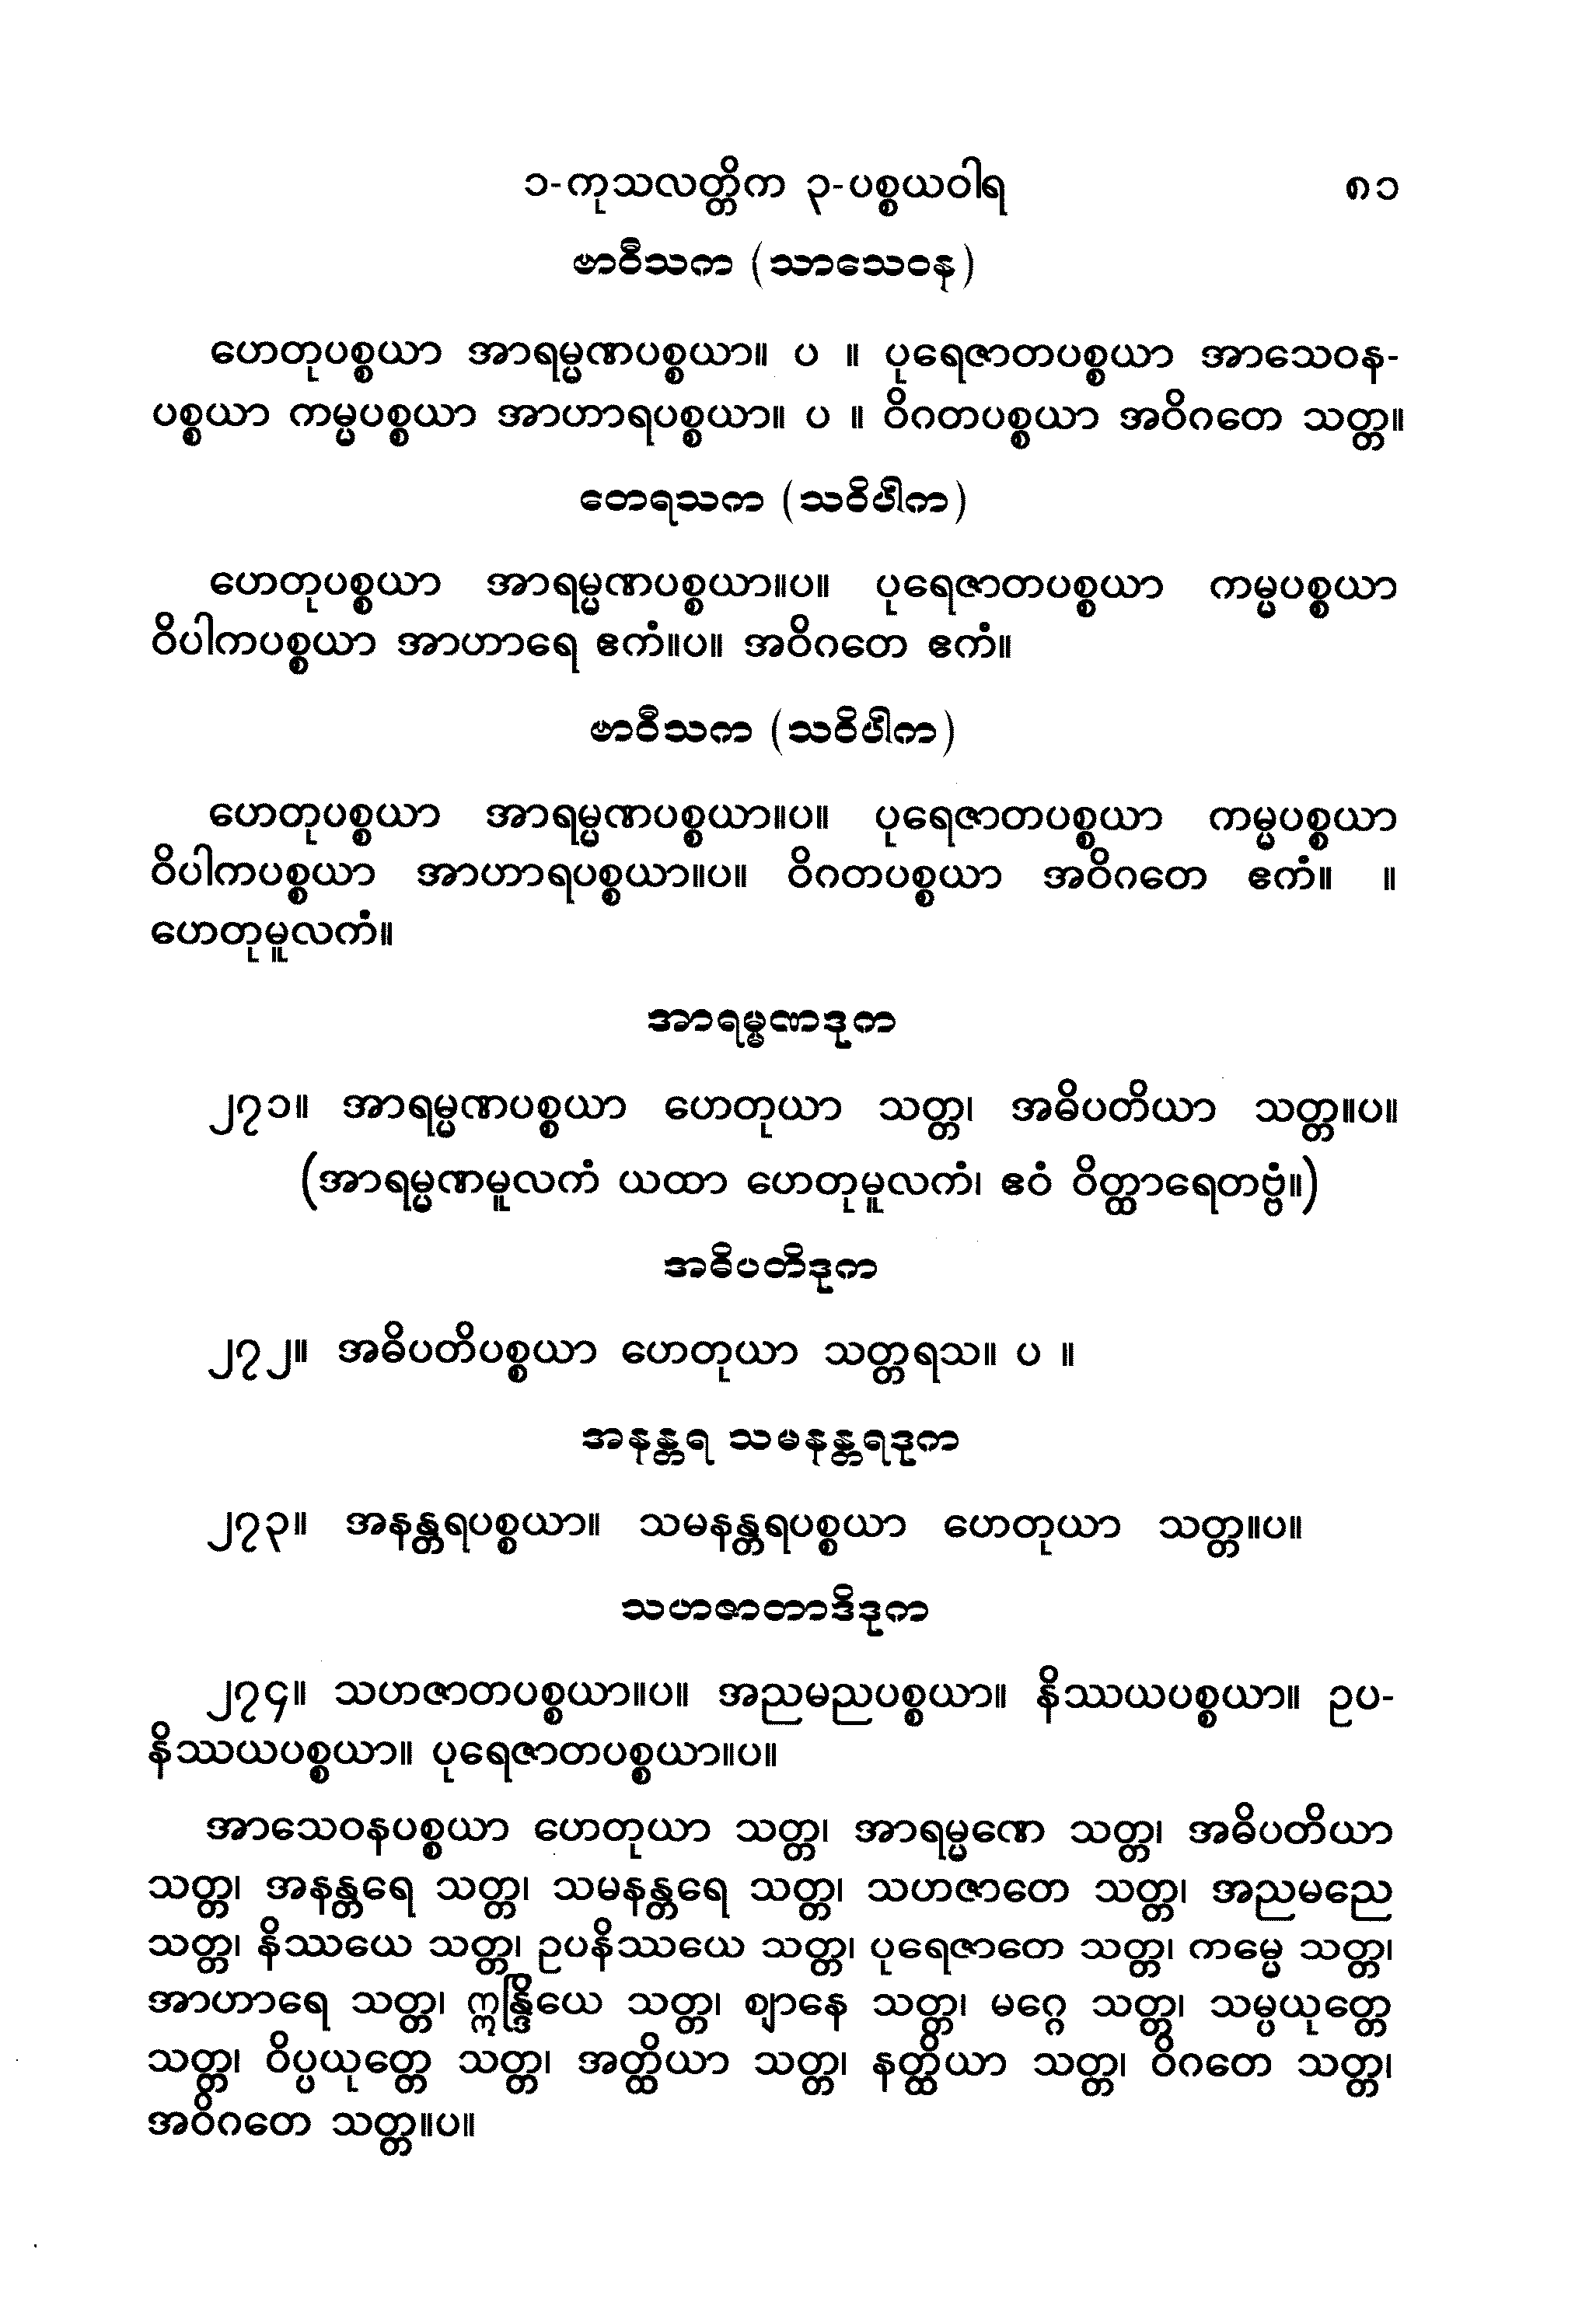 ၁-ကုသလတ္တိက ၃-ပစ္စယဝါရ ၈၁
ဗာဝီသက (သာသေဝန)
ဟေတုပစ္စယာ အာရမ္မဏပစ္စယာ။ ပ ။ ပုရေဇာတပစ္စယာ အာသေဝန-
ပစ္စယာ ကမ္မပစ္စယာ အာဟာရပစ္စယာ။ ပ ။ ဝိဂတပစ္စယာ အဝိဂတေ သတ္တ။
တေရသက (သဝိပါက)
ဟေတုပစ္စယာ အာရမ္မဏပစ္စယာ။ပ။ ပုရေဇာတပစ္စယာ ကမ္မပစ္စယာ
ဝိပါကပစ္စယာ အာဟာရေ ဧကံ။ပ။ အဝိဂတေ ဧကံ။
ဗာဝီသက (သဝိပါက)
ဟေတုပစ္စယာ အာရမ္မဏပစ္စယာ။ပ။ ပုရေဇာတပစ္စယာ ကမ္မပစ္စယာ
ဝိပါကပစ္စယာ အာဟာရပစ္စယာ။ပ။ ဝိဂတပစ္စယာ အဝိဂတေ ဧကံ။ ။
ဟေတုမူလကံ။
အာရမ္မဏဒုက
၂၇၁။ အာရမ္မဏပစ္စယာ ဟေတုယာ သတ္တ၊ အဓိပတိယာ သတ္တ။ပ။
(အာရမ္မဏမူလကံ ယထာ ဟေတုမူလကံ၊ ဧဝံ ဝိတ္ထာရေတဗ္ဗံ။)
အဓိပတိဒုက
၂၇၂။ အဓိပတိပစ္စယာ ဟေတုယာ သတ္တရသ။ ပ ။
အနန္တရ သမနန္တရဒုက
၂၇၃။ အနန္တရပစ္စယာ။ သမနန္တရပစ္စယာ ဟေတုယာ သတ္တ။ပ။
သဟဇာတာဒိဒုက
၂၇၄။ သဟဇာတပစ္စယာ။ပ။ အညမညပစ္စယာ။ နိဿယပစ္စယာ။ ဥပ-
နိဿယပစ္စယာ။ ပုရေဇာတပစ္စယာ။ပ။
အာသေဝနပစ္စယာ ဟေတုယာ သတ္တ၊ အာရမ္မဏေ သတ္တ၊ အဓိပတိယာ
သတ္တ၊ အနန္တရေ သတ္တ၊ သမနန္တရေ သတ္တ၊ သဟဇာတေ သတ္တ၊ အညမညေ
သတ္တ၊ နိဿယေ သတ္တ၊ ဥပနိဿယေ သတ္တ၊ ပုရေဇာတေ သတ္တ၊ ကမ္မေ သတ္တ၊
အာဟာရေ သတ္တ၊ ဣန္ဒြိယေ သတ္တ၊ ဈာနေ သတ္တ၊ မဂ္ဂေ သတ္တ၊ သမ္ပယုတ္တေ
သတ္တ၊ ဝိပ္ပယုတ္တေ သတ္တ၊ အတ္ထိယာ သတ္တ၊ နတ္ထိယာ သတ္တ၊ ဝိဂတေ သတ္တ၊
အဝိဂတေ သတ္တ။ပ။